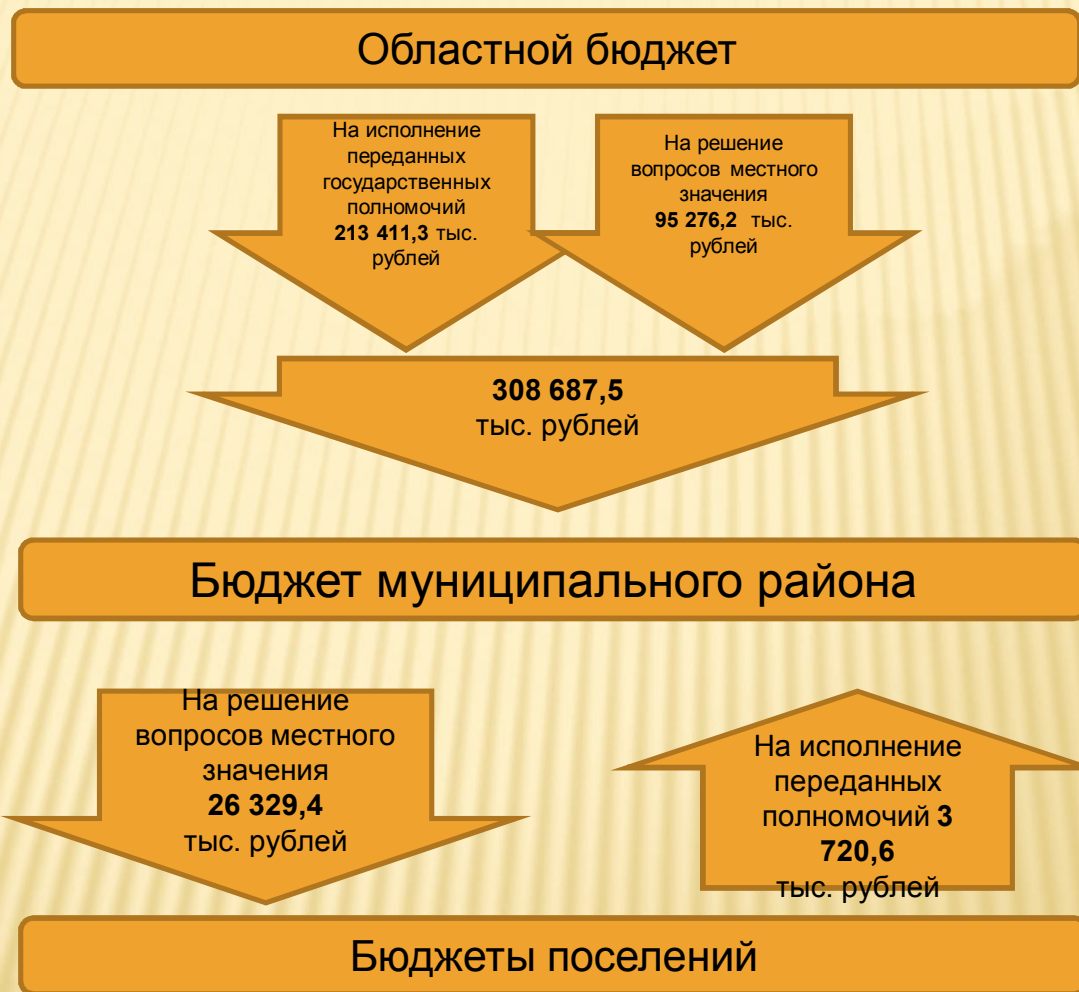 Областной бюджет
На исполнение
переданных
государственных
полномочий
213 411,3 тыс.
рублей
На решение
вопросов местного
значения
95 276,2 тыс.
рублей
308 687,5
тыс. рублей
Бюджет муниципального района
На решение
вопросов местного
значения
26 329,4
тыс. рублей
На исполнение
переданных
полномочий 3
720,6
тыс. рублей
Бюджеты поселений